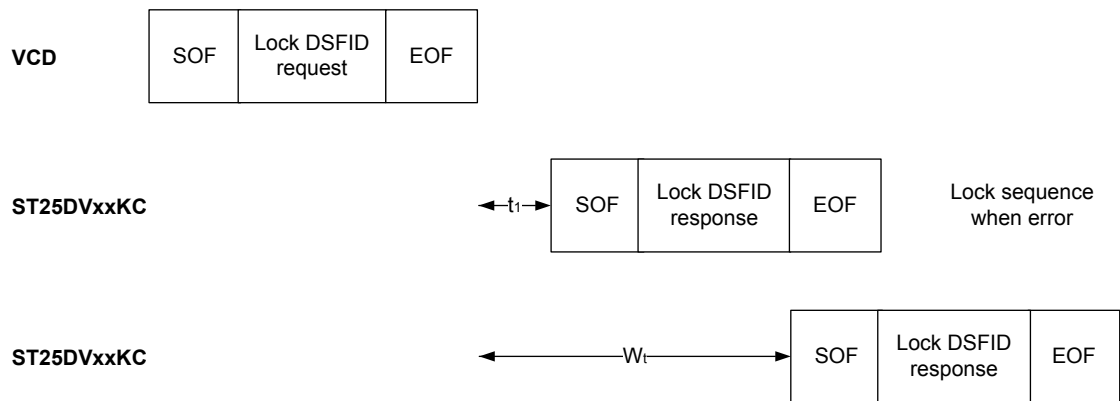 VCD
SOF
Lock DSFID
request
EOF
ST25DVxxKC
t1
SOF
Lock DSFID
response
EOF
Lock sequence
when error
ST25DVxxKC
Wt
SOF
Lock DSFID
response
EOF